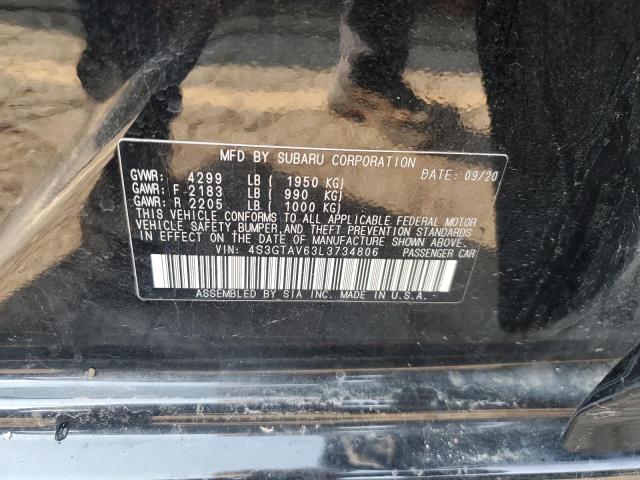 MFD BY SUBARU CORPORATION
DATE: 09/20
GVWR: 4299 LB ( 1950 KG)
GAWR: F 2183 LB ( 990 KG)
GAWR: R 2205 LB ( 1000 KG)
THIS VEHICLE CONFORMS TO ALL APPLICABLE FEDERAL MOTOR
VEHICLE SAFETY, BUMPER, AND THEFT PREVENTION STANDARDS
IN EFFECT ON THE DATE OF MANUFACTURE SHOWN ABOVE.
VIN: 4S3GTAV63L3734806 PASSENGER CAR
ASSEMBLED BY SIA INC. MADE IN U.S.A.